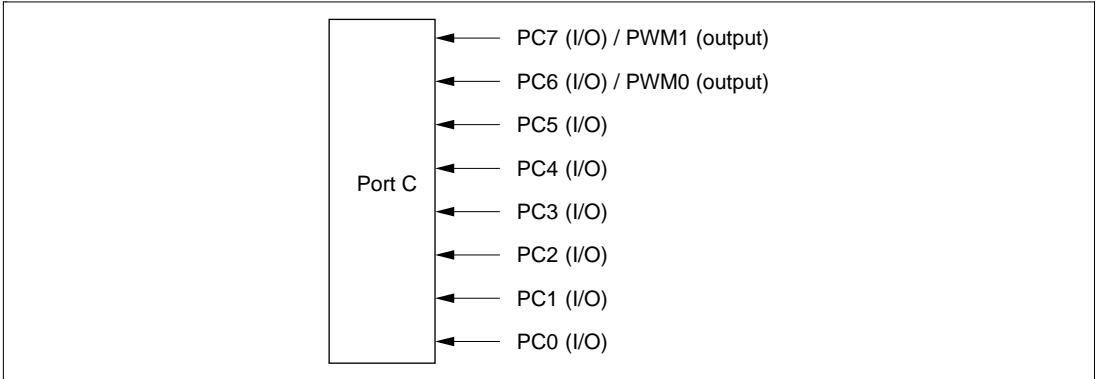 PC7 (I/O) / PWM1 (output)
PC6 (I/O) / PWM0 (output)
PC5 (I/O)
PC4 (I/O)
Port C
PC3 (I/O)
PC2 (I/O)
PC1 (I/O)
PC0 (I/O)